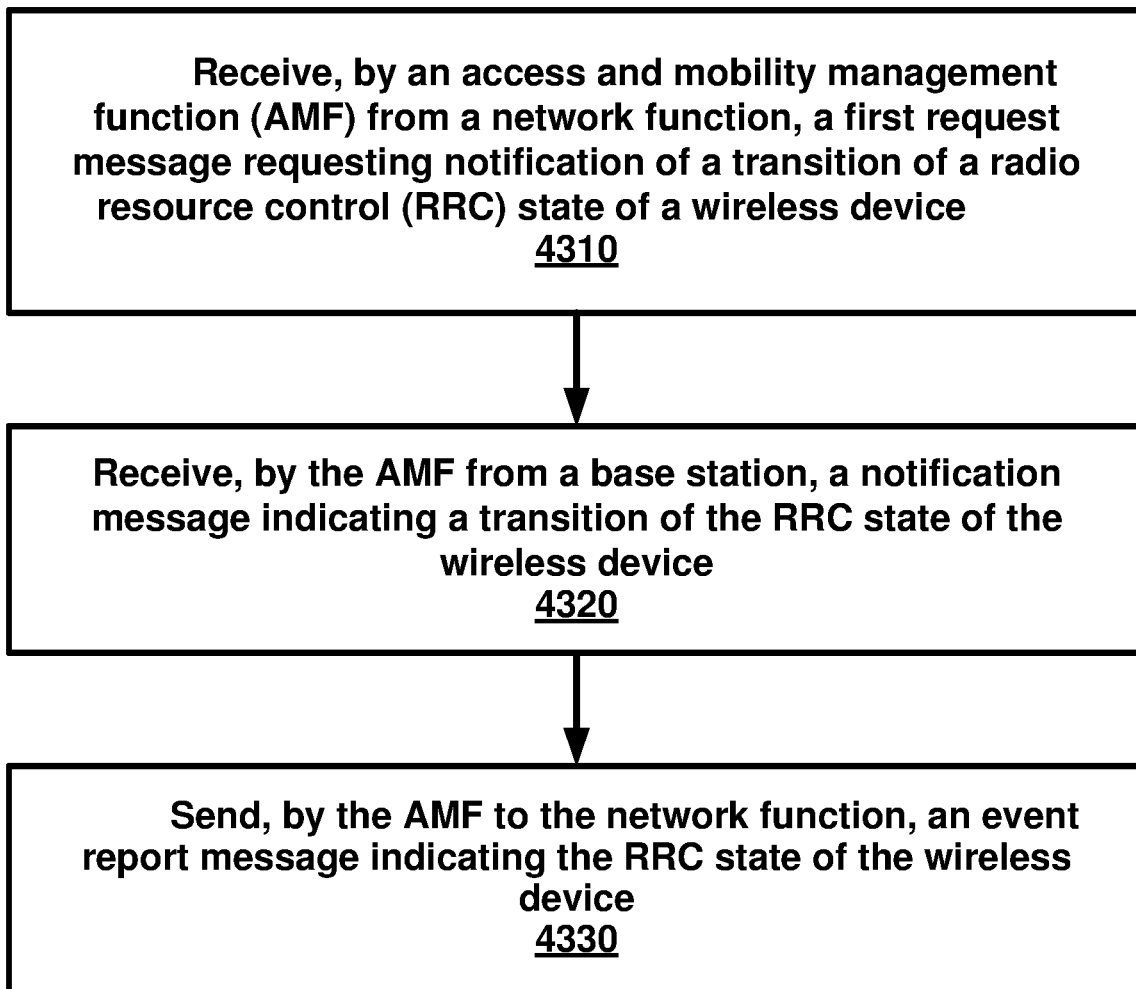 Receive, by an access and mobility management
function (AMF) from a network function, a first request
message requesting notification of a transition of a radio
resource control (RRC) state of a wireless device
4310
Receive, by the AMF from a base station, a notification
message indicating a transition of the RRC state of the
wireless device
4320
Send, by the AMF to the network function, an event
report message indicating the RRC state of the wireless
device
4330